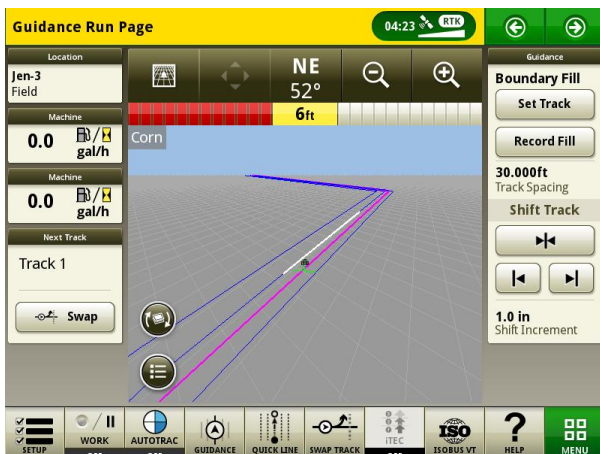 Guidance Run Page
04:23
RTK
Location
Jen-3
Field
Machine
0.0
gal/h
Machine
0.0
gal/h
Next Track
Track 1
Swap
NE
52°
6ft
Corn
Guidance
Boundary Fill
Set Track
Record Fill
30.000ft
Track Spacing
Shift Track
1.0 in
Shift Increment
SETUP
WORK
AUTOTRAC
GUIDANCE
QUICK LINE
SWAP TRACK
iTEC
ISO
ISOBUS VT
HELP
MENU